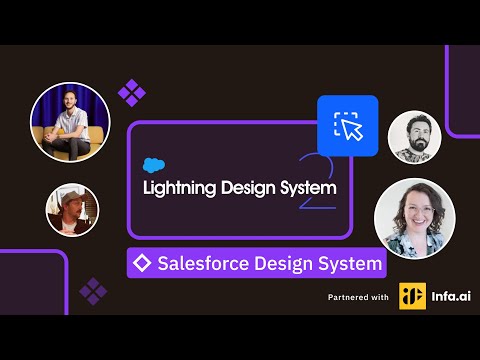 Lightning Design System
2
Salesforce Design System
Partnered with
Infa.ai